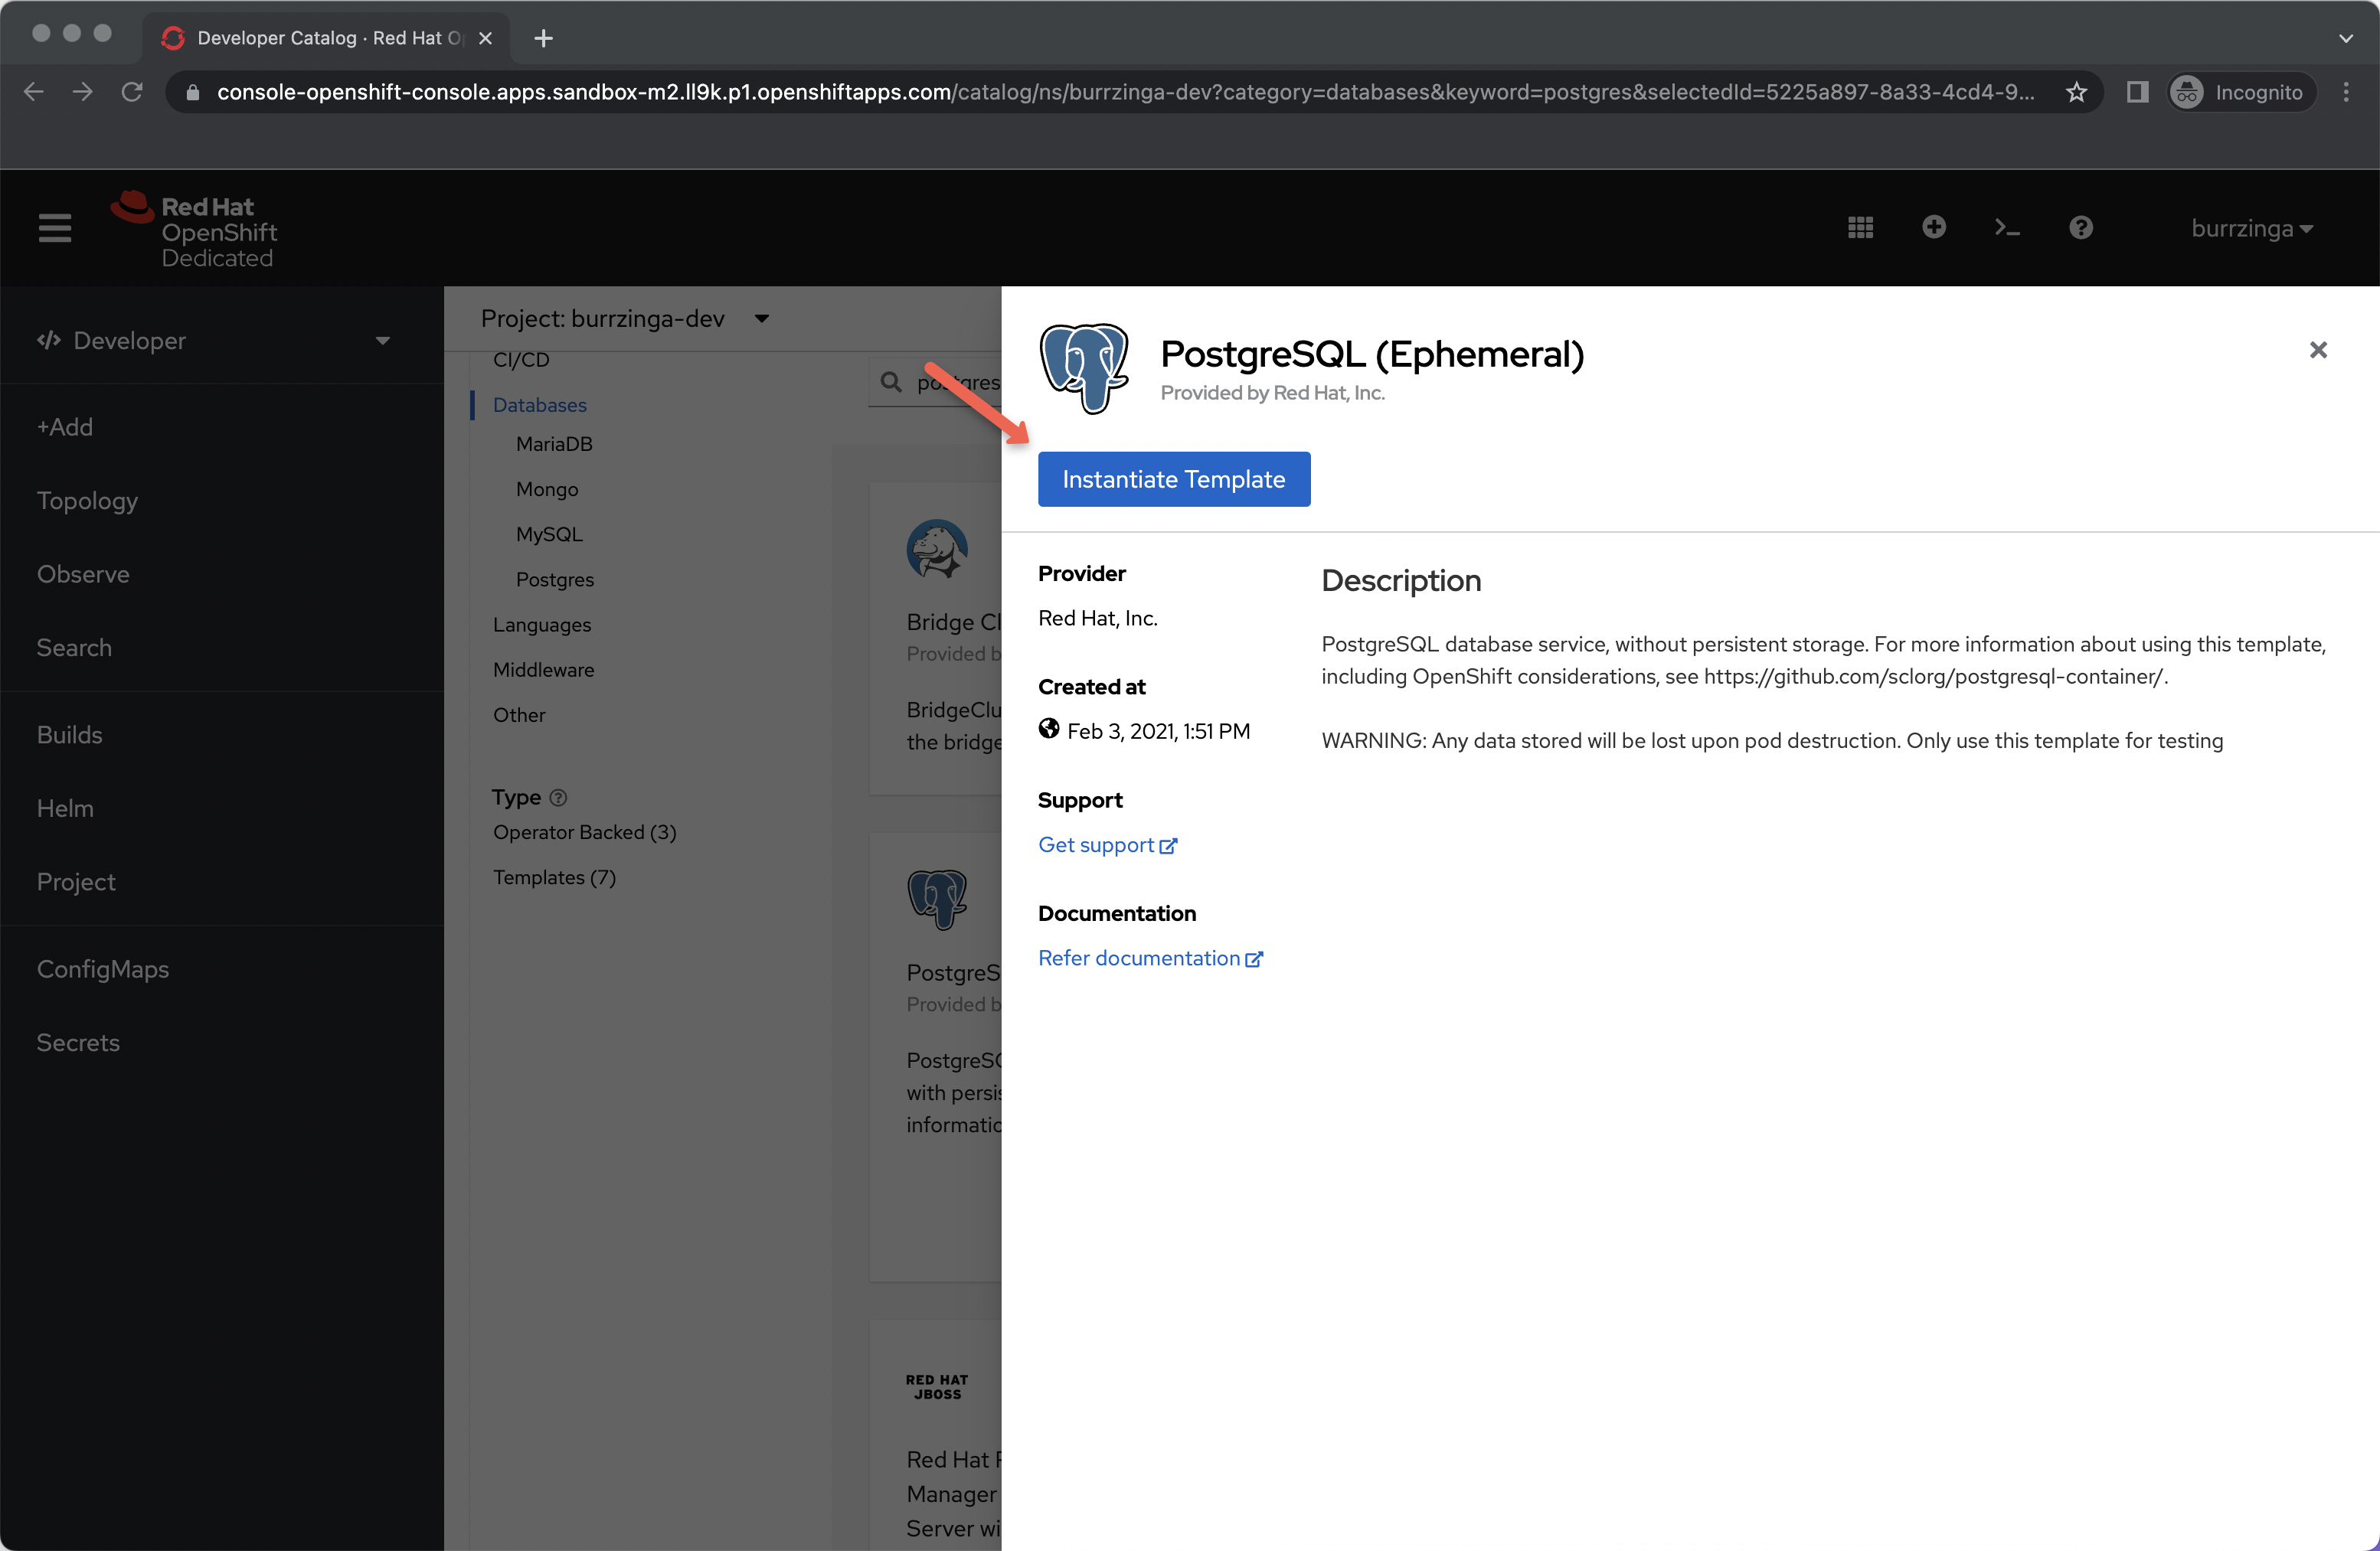 Developer Catalog · Red Hat O
console-openshift-console.apps.sandbox-m2.ll9k.p1.openshiftapps.com/catalog/ns/burrzinga-dev?category=databases&keyword=postgres&selectedId=5225a897-8a33-4cd4-9...
Incognito
Red Hat
OpenShift
Dedicated
burrzinga
Developer
+Add
Topology
Observe
Search
Builds
Helm
Project
ConfigMaps
Secrets
Project: burrzinga-dev
CI/CD
Databases
MariaDB
Mongo
MySQL
Postgres
Languages
Middleware
Other
Type
Operator Backed (3)
Templates (7)
postgres
Bridge Cl
Provided b
BridgeClu
the bridge
PostgreS
Provided b
PostgreSQ
with persis
informatio
RED HAT
JBOSS
Red Hat
Manager
Server wi
PostgreSQL (Ephemeral)
Provided by Red Hat, Inc.
Instantiate Template
Provider
Red Hat, Inc.
Created at
Feb 3, 2021, 1:51 PM
Support
Get support
Documentation
Refer documentation
Description
PostgreSQL database service, without persistent storage. For more information about using this template,
including OpenShift considerations, see https://github.com/sclorg/postgresql-container/.
WARNING: Any data stored will be lost upon pod destruction. Only use this template for testing